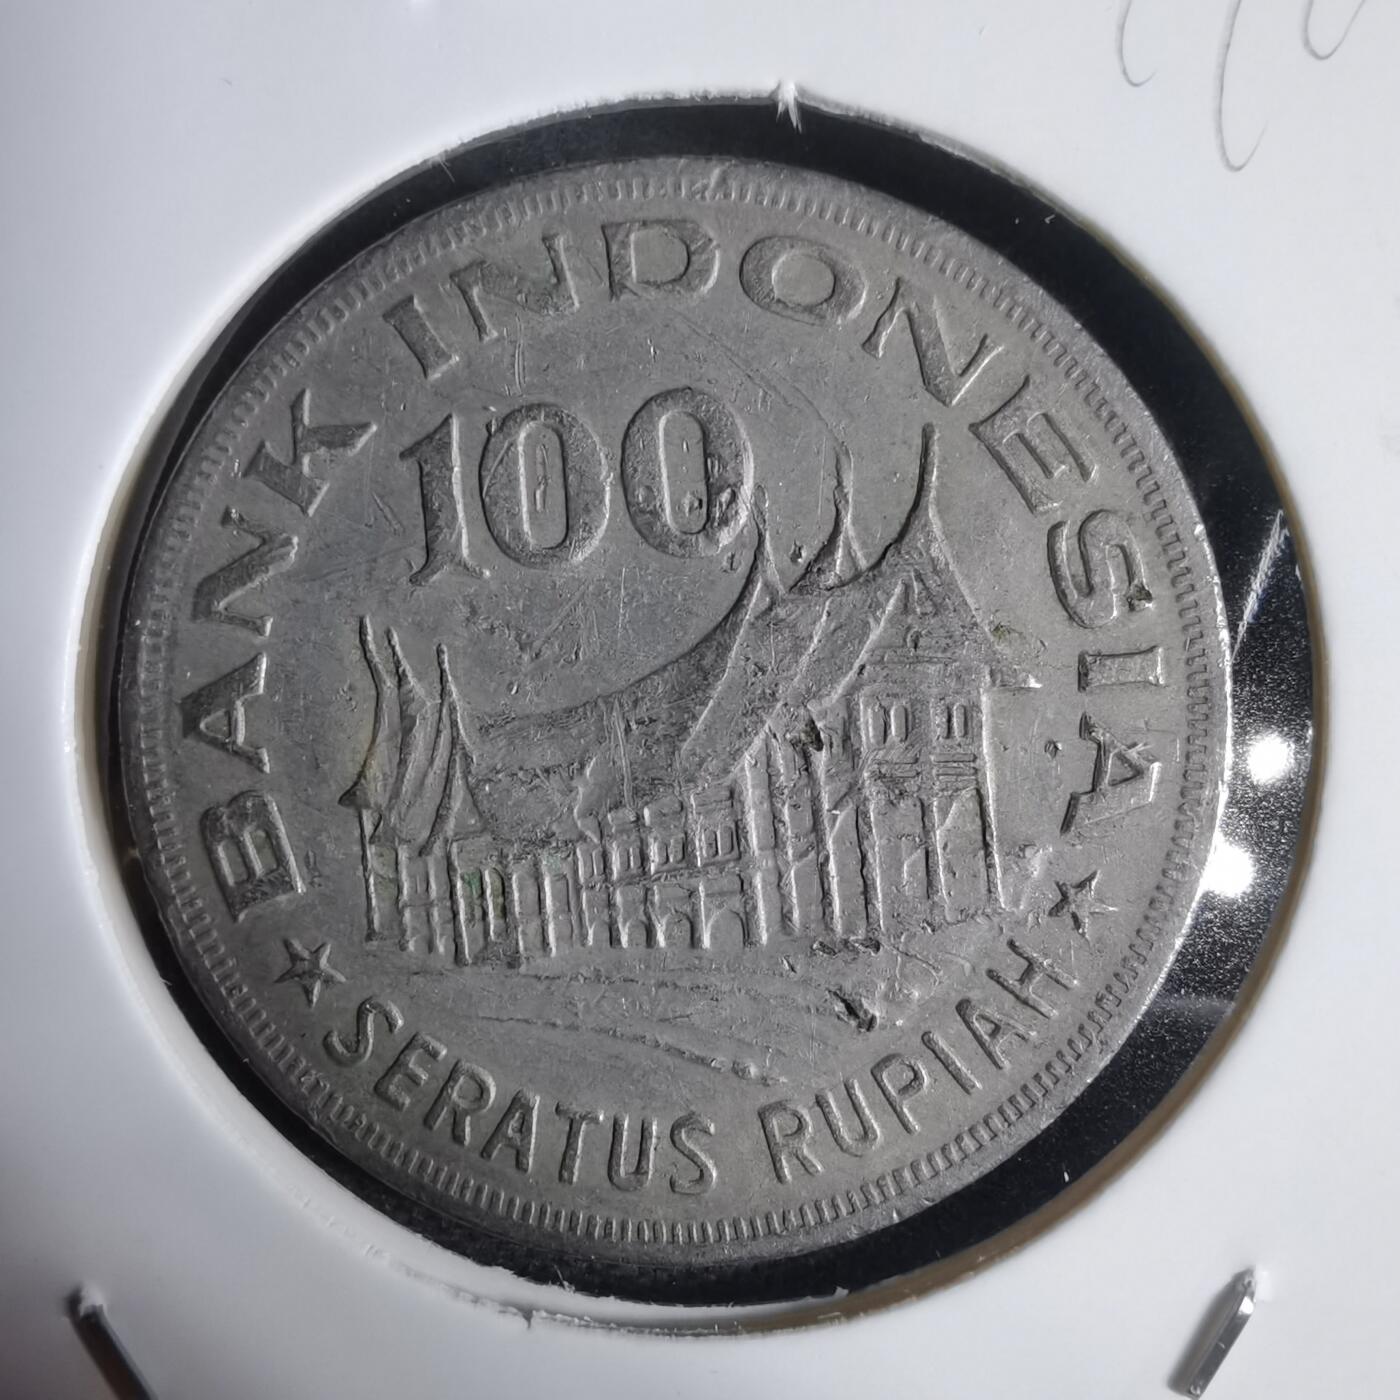 BANK INDONESIA
100
SERATUS RUPIAH